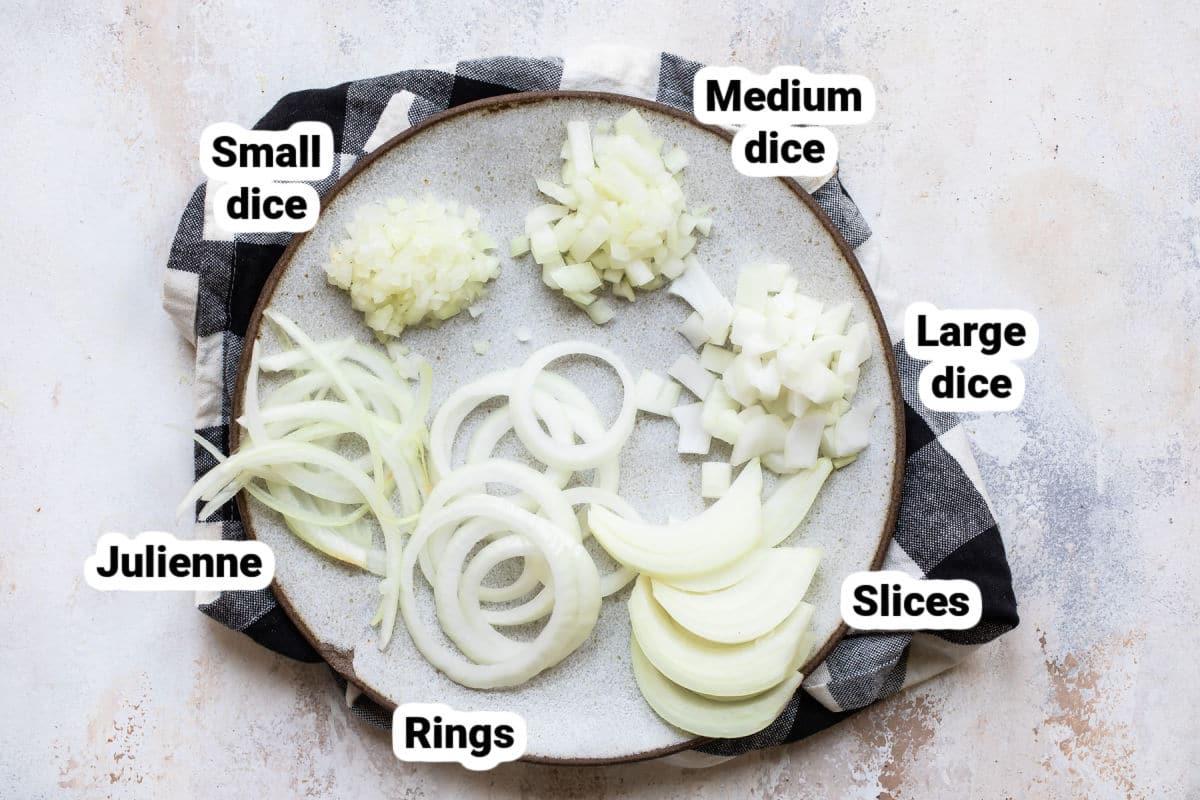 Medium
dice
Small
dice
Large
dice
Julienne
Slices
Rings